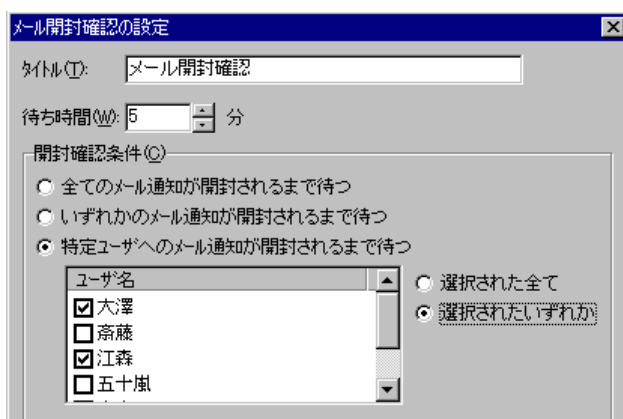 メール開封確認の設定
タイトル(T): メール開封確認
待ち時間(W): 5 分
開封確認条件(C)
全てのメール通知が開封されるまで待つ
いずれかのメール通知が開封されるまで待つ
特定ユーザへのメール通知が開封されるまで待つ
ユーザ名
選択された全て
大澤
選択されたいずれか
斎藤
江森
五十嵐